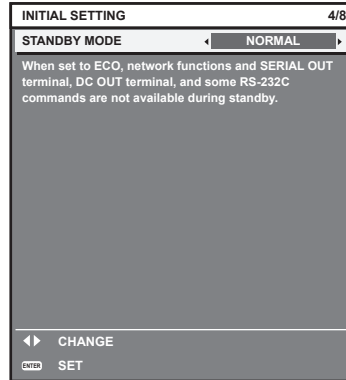 INITIAL SETTING 4/8
STANDBY MODE NORMAL
When set to ECO, network functions and SERIAL OUT
terminal, DC OUT terminal, and some RS-232C
commands are not available during standby.
CHANGE
ENTER SET